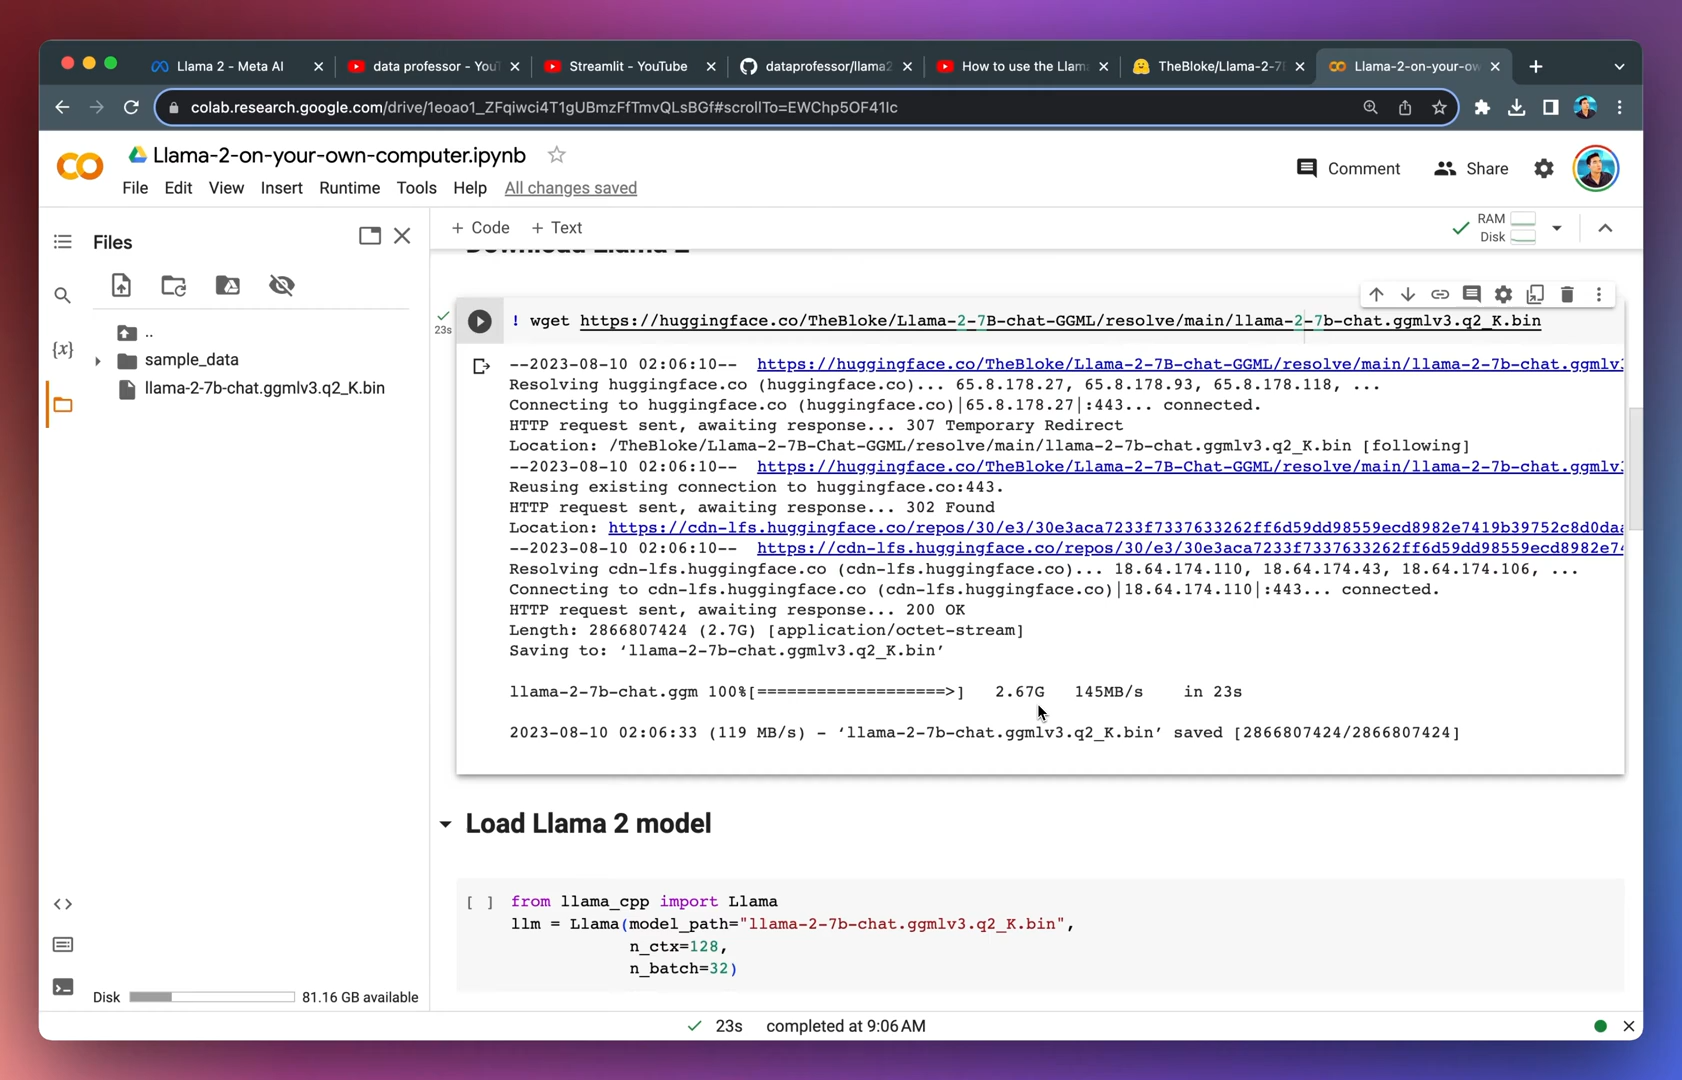 Llama 2 - Meta AI
data professor - You
Streamlit - YouTube
dataprofessor/llama2
How to use the Llam
TheBloke/Llama-2-7
Llama-2-on-your-ow
colab.research.google.com/drive/1eoao1_ZFqiwci4T1gUBmzFfTmvQLsBGf#scrollTo=EWChp5OF41lc
Llama-2-on-your-own-computer.ipynb
Comment
Share
File Edit View Insert Runtime Tools Help All changes saved
Files
+ Code + Text
RAM
Disk
..
sample_data
llama-2-7b-chat.ggmlv3.q2_K.bin
Disk
81.16 GB available
Download Llama 2
23s
! wget https://huggingface.co/TheBloke/Llama-2-7B-chat-GGML/resolve/main/llama-2-7b-chat.ggmlv3.q2_K.bin
--2023-08-10 02:06:10-- https://huggingface.co/TheBloke/Llama-2-7B-chat-GGML/resolve/main/llama-2-7b-chat.ggmlv3
Resolving huggingface.co (huggingface.co)... 65.8.178.27, 65.8.178.93, 65.8.178.118, ...
Connecting to huggingface.co (huggingface.co)|65.8.178.27|:443... connected.
HTTP request sent, awaiting response... 307 Temporary Redirect
Location: /TheBloke/Llama-2-7B-Chat-GGML/resolve/main/llama-2-7b-chat.ggmlv3.q2_K.bin [following]
--2023-08-10 02:06:10-- https://huggingface.co/TheBloke/Llama-2-7B-Chat-GGML/resolve/main/llama-2-7b-chat.ggmlv3
Reusing existing connection to huggingface.co:443.
HTTP request sent, awaiting response... 302 Found
Location: https://cdn-lfs.huggingface.co/repos/30/e3/30e3aca7233f7337633262ff6d59dd98559ecd8982e7419b39752c8d0daa
--2023-08-10 02:06:10-- https://cdn-lfs.huggingface.co/repos/30/e3/30e3aca7233f7337633262ff6d59dd98559ecd8982e74
Resolving cdn-lfs.huggingface.co (cdn-lfs.huggingface.co)... 18.64.174.110, 18.64.174.43, 18.64.174.106, ...
Connecting to cdn-lfs.huggingface.co (cdn-lfs.huggingface.co)|18.64.174.110|:443... connected.
HTTP request sent, awaiting response... 200 OK
Length: 2866807424 (2.7G) [application/octet-stream]
Saving to: ‘llama-2-7b-chat.ggmlv3.q2_K.bin’
llama-2-7b-chat.ggm 100%[===================>] 2.67G 145MB/s in 23s
2023-08-10 02:06:33 (119 MB/s) - ‘llama-2-7b-chat.ggmlv3.q2_K.bin’ saved [2866807424/2866807424]
Load Llama 2 model
[ ] from llama_cpp import Llama
llm = Llama(model_path="llama-2-7b-chat.ggmlv3.q2_K.bin",
n_ctx=128,
n_batch=32)
23s completed at 9:06 AM